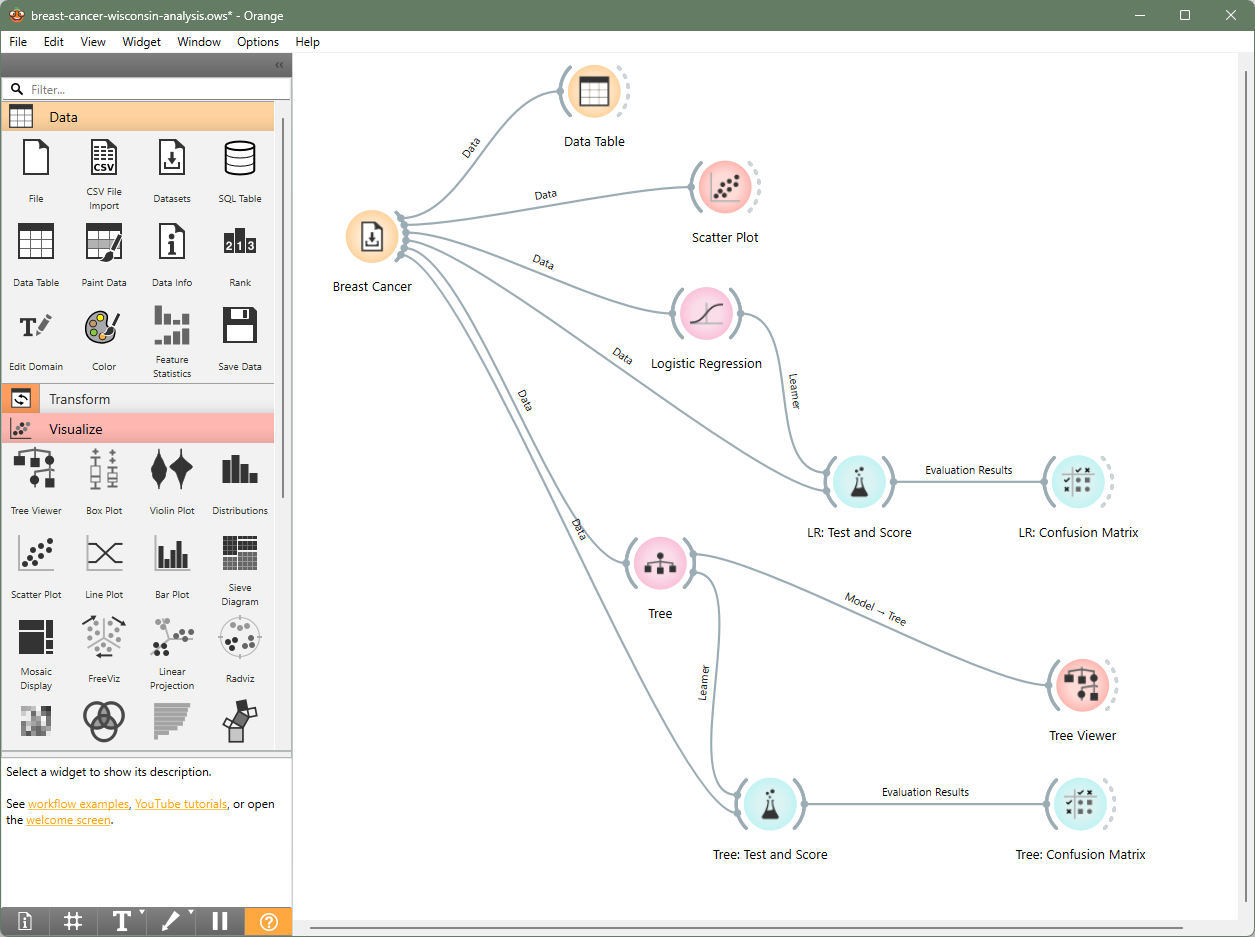 breast-cancer-wisconsin-analysis.ows* - Orange
File Edit View Widget Window Options Help
Filter...
Data
File
CSV File
Import
Datasets
SQL Table
Data Table
Paint Data
Data Info
Rank
Edit Domain
Color
Feature
Statistics
Save Data
Transform
Visualize
Tree Viewer
Box Plot
Violin Plot
Distributions
Scatter Plot
Line Plot
Bar Plot
Sieve
Diagram
Mosaic
Display
FreeViz
Linear
Projection
Radviz
Select a widget to show its description.
See workflow examples, YouTube tutorials, or open
the welcome screen.
Data Table
Data
Data
Scatter Plot
Breast Cancer
Data
Logistic Regression
Data
Learner
Data
Evaluation Results
LR: Test and Score
LR: Confusion Matrix
Data
Tree
Model → Tree
Learner
Tree Viewer
Evaluation Results
Tree: Test and Score
Tree: Confusion Matrix